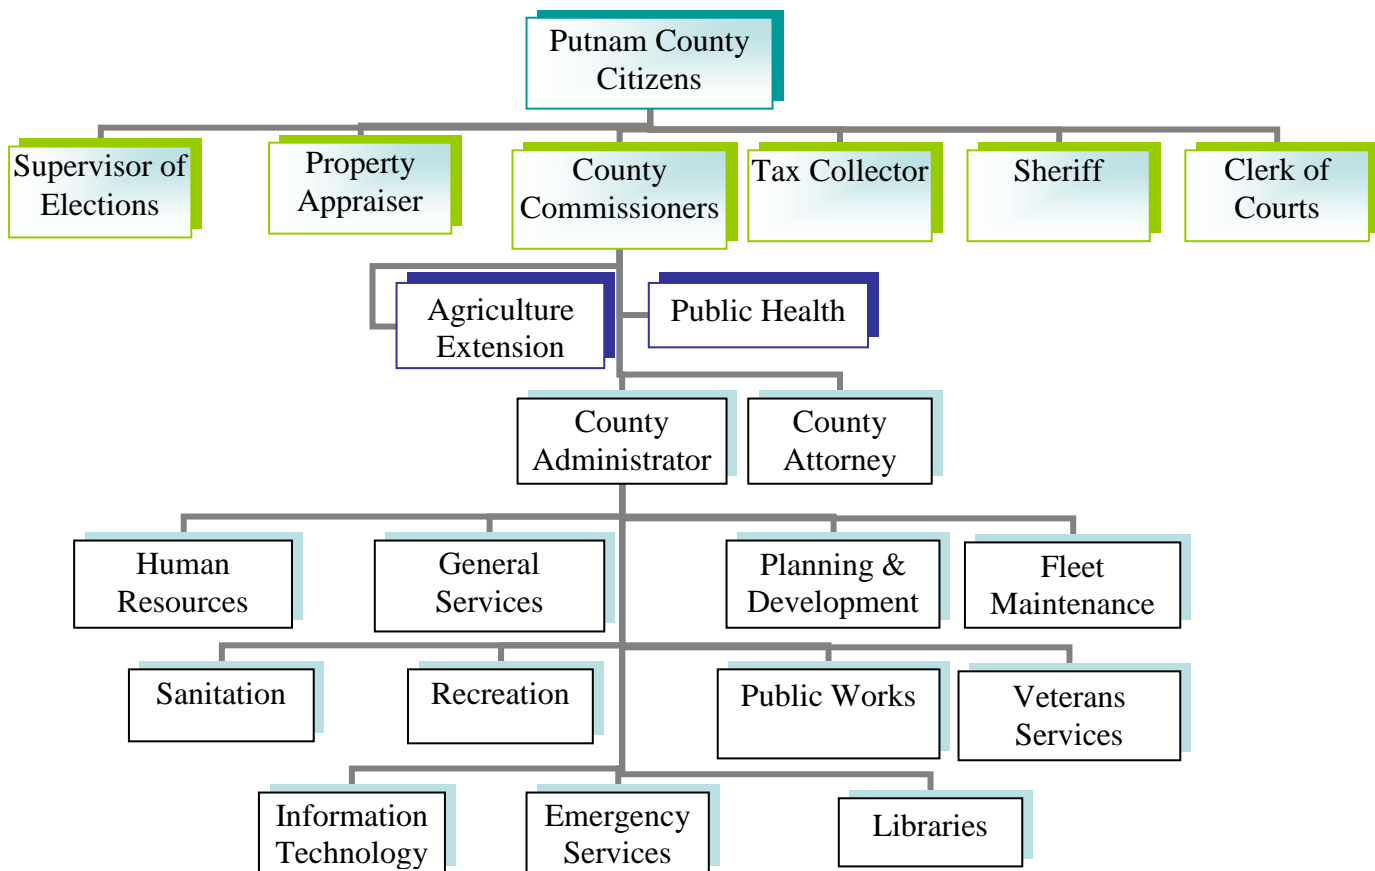 Putnam County
Citizens
Supervisor of
Elections
Property
Appraiser
County
Commissioners
Tax Collector
Sheriff
Clerk of
Courts
Agriculture
Extension
Public Health
County
Administrator
County
Attorney
Human
Resources
General
Services
Planning &
Development
Fleet
Maintenance
Sanitation
Recreation
Public Works
Veterans
Services
Information
Technology
Emergency
Services
Libraries